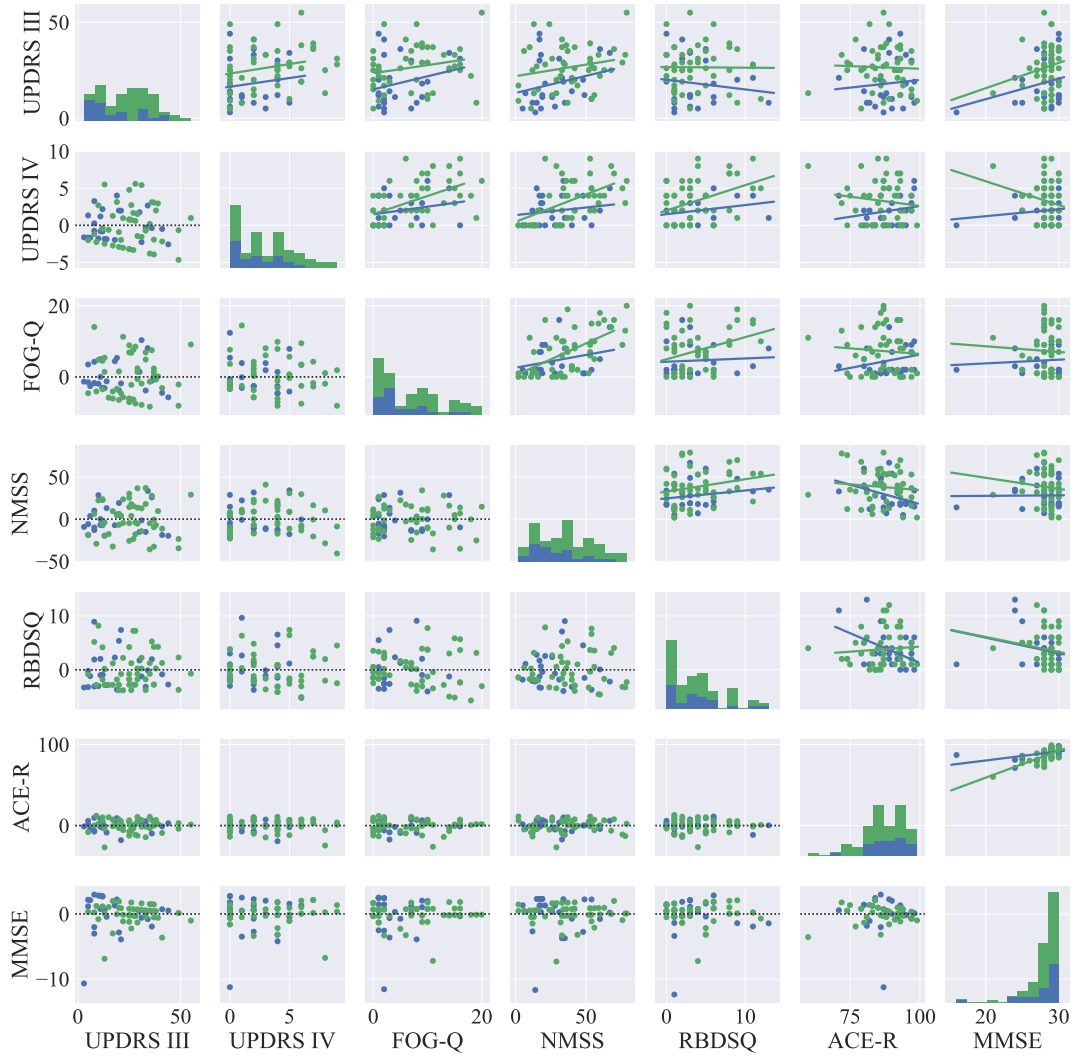 UPDRS III
50
0
UPDRS IV
10
5
0
−5
FOG-Q
20
0
NMSS
50
0
−50
RBDSQ
10
0
ACE-R
100
0
MMSE
0
−10
0 50 0 5 0 20 0 50 0 10 75 100 20 30
UPDRS III UPDRS IV FOG-Q NMSS RBDSQ ACE-R MMSE